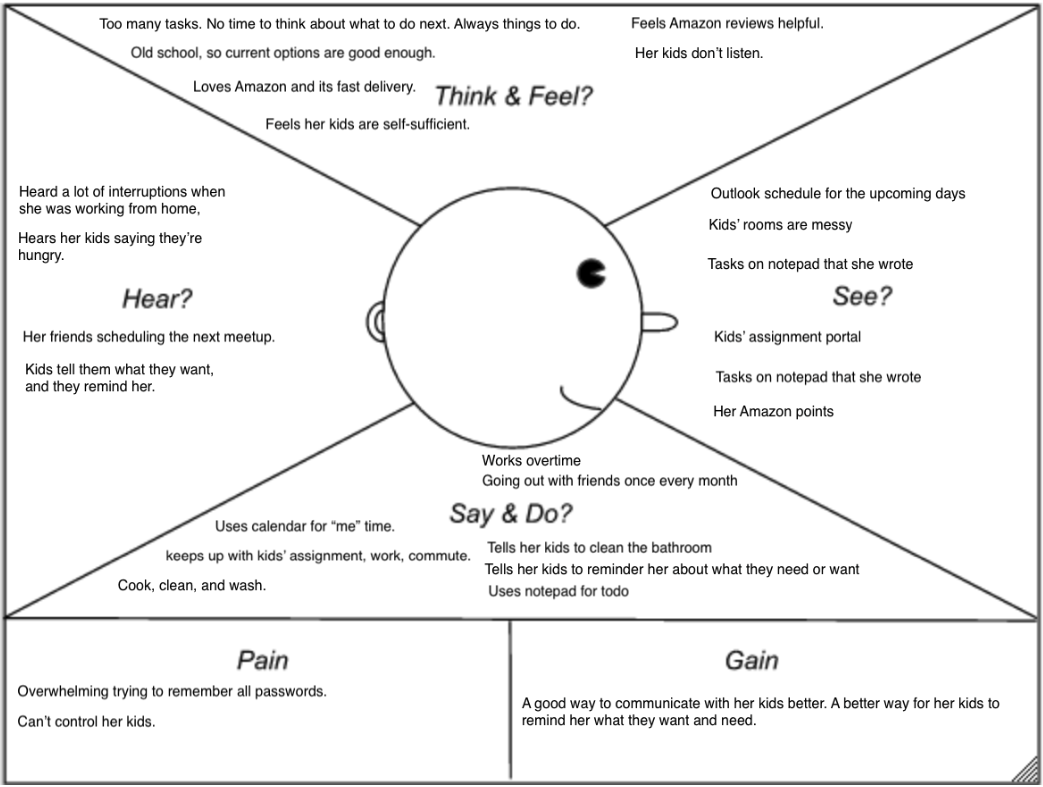 Too many tasks. No time to think about what to do next. Always things to do.
Feels Amazon reviews helpful.
Old school, so current options are good enough.
Her kids don’t listen.
Loves Amazon and its fast delivery.
Think & Feel?
Feels her kids are self-sufficient.
Heard a lot of interruptions when
she was working from home,
Hears her kids saying they’re
hungry.
Hear?
Her friends scheduling the next meetup.
Kids tell them what they want,
and they remind her.
Outlook schedule for the upcoming days
Kids’ rooms are messy
Tasks on notepad that she wrote
See?
Kids’ assignment portal
Tasks on notepad that she wrote
Her Amazon points
Works overtime
Going out with friends once every month
Say & Do?
Uses calendar for “me” time.
keeps up with kids’ assignment, work, commute.
Cook, clean, and wash.
Tells her kids to clean the bathroom
Tells her kids to reminder her about what they need or want
Uses notepad for todo
Pain
Overwhelming trying to remember all passwords.
Can’t control her kids.
Gain
A good way to communicate with her kids better. A better way for her kids to
remind her what they want and need.